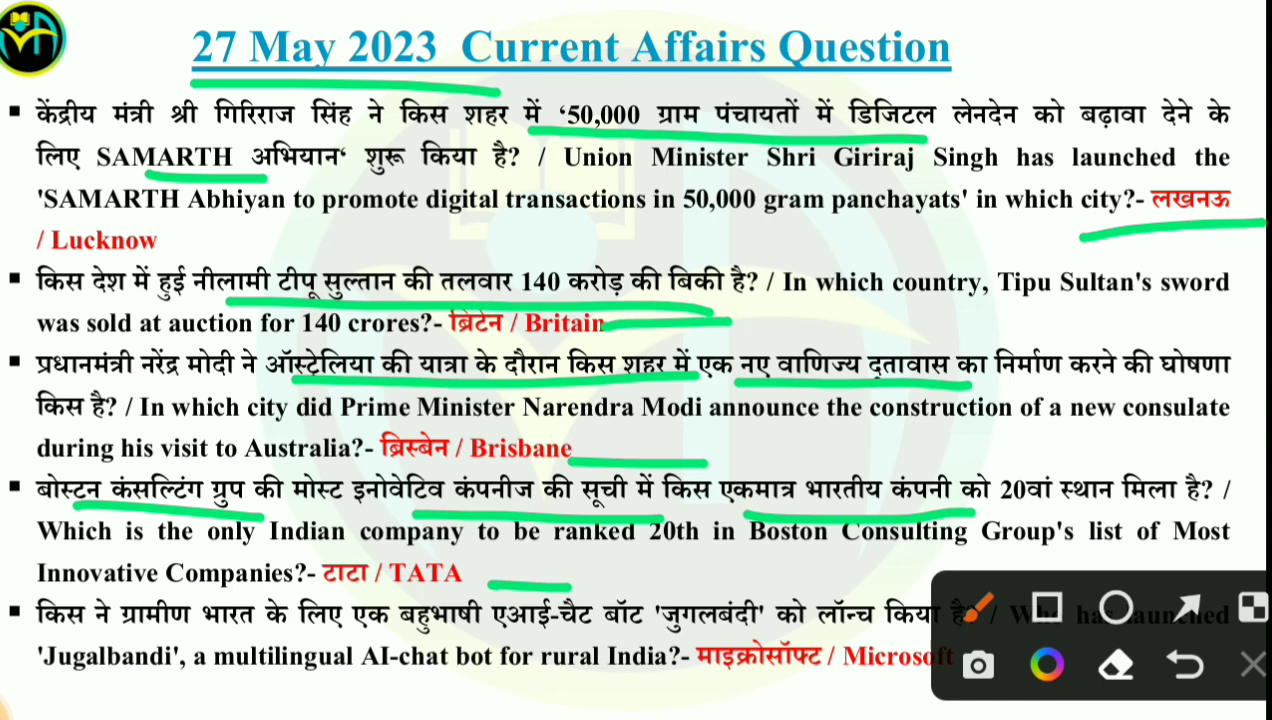 27 May 2023 Current Affairs Question
▪ केंद्रीय मंत्री श्री गिरिराज सिंह ने किस शहर में ‘50,000 ग्राम पंचायतों में डिजिटल लेनदेन को बढ़ावा देने के
लिए SAMARTH अभियान‘ शुरू किया है? / Union Minister Shri Giriraj Singh has launched the
'SAMARTH Abhiyan to promote digital transactions in 50,000 gram panchayats' in which city?- लखनऊ
/ Lucknow
▪ किस देश में हुई नीलामी टीपू सुल्तान की तलवार 140 करोड़ की बिकी है? / In which country, Tipu Sultan's sword
was sold at auction for 140 crores?- ब्रिटेन / Britain
▪ प्रधानमंत्री नरेंद्र मोदी ने ऑस्ट्रेलिया की यात्रा के दौरान किस शहर में एक नए वाणिज्य दूतावास का निर्माण करने की घोषणा
किस है? / In which city did Prime Minister Narendra Modi announce the construction of a new consulate
during his visit to Australia?- ब्रिस्बेन / Brisbane
▪ बोस्टन कंसल्टिंग ग्रुप की मोस्ट इनोवेटिव कंपनीज की सूची में किस एकमात्र भारतीय कंपनी को 20वां स्थान मिला है? /
Which is the only Indian company to be ranked 20th in Boston Consulting Group's list of Most
Innovative Companies?- टाटा / TATA
▪ किस ने ग्रामीण भारत के लिए एक बहुभाषी एआई-चैट बॉट 'जुगलबंदी' को लॉन्च किया है? / Who has launched
'Jugalbandi', a multilingual AI-chat bot for rural India?- माइक्रोसॉफ्ट / Microsoft